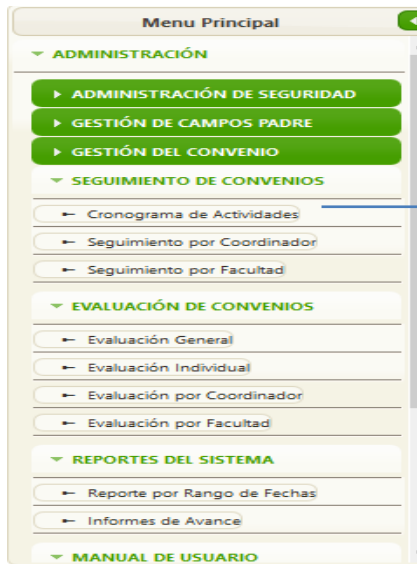 Menu Principal
ADMINISTRACIÓN
ADMINISTRACIÓN DE SEGURIDAD
GESTIÓN DE CAMPOS PADRE
GESTIÓN DEL CONVENIO
SEGUIMIENTO DE CONVENIOS
Cronograma de Actividades
Seguimiento por Coordinador
Seguimiento por Facultad
EVALUACIÓN DE CONVENIOS
Evaluación General
Evaluación Individual
Evaluación por Coordinador
Evaluación por Facultad
REPORTES DEL SISTEMA
Reporte por Rango de Fechas
Informes de Avance
MANUAL DE USUARIO